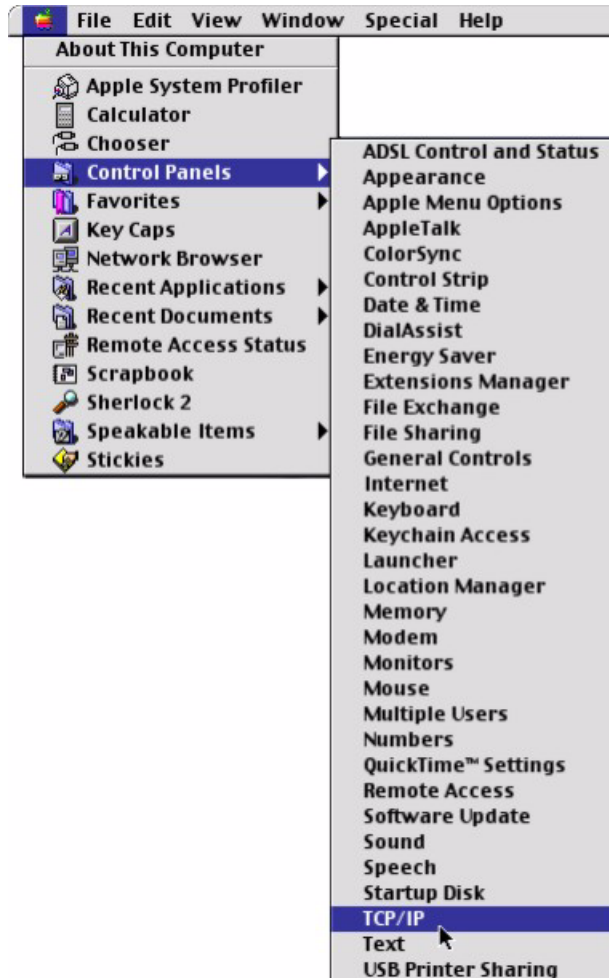 File Edit View Window Special Help
About This Computer
Apple System Profiler
Calculator
Chooser
Control Panels
Favorites
Key Caps
Network Browser
Recent Applications
Recent Documents
Remote Access Status
Scrapbook
Sherlock 2
Speakable Items
Stickies
ADSL Control and Status
Appearance
Apple Menu Options
AppleTalk
ColorSync
Control Strip
Date & Time
DialAssist
Energy Saver
Extensions Manager
File Exchange
File Sharing
General Controls
Internet
Keyboard
Keychain Access
Launcher
Location Manager
Memory
Modem
Monitors
Mouse
Multiple Users
Numbers
QuickTime™ Settings
Remote Access
Software Update
Sound
Speech
Startup Disk
TCP/IP
Text
USB Printer Sharing